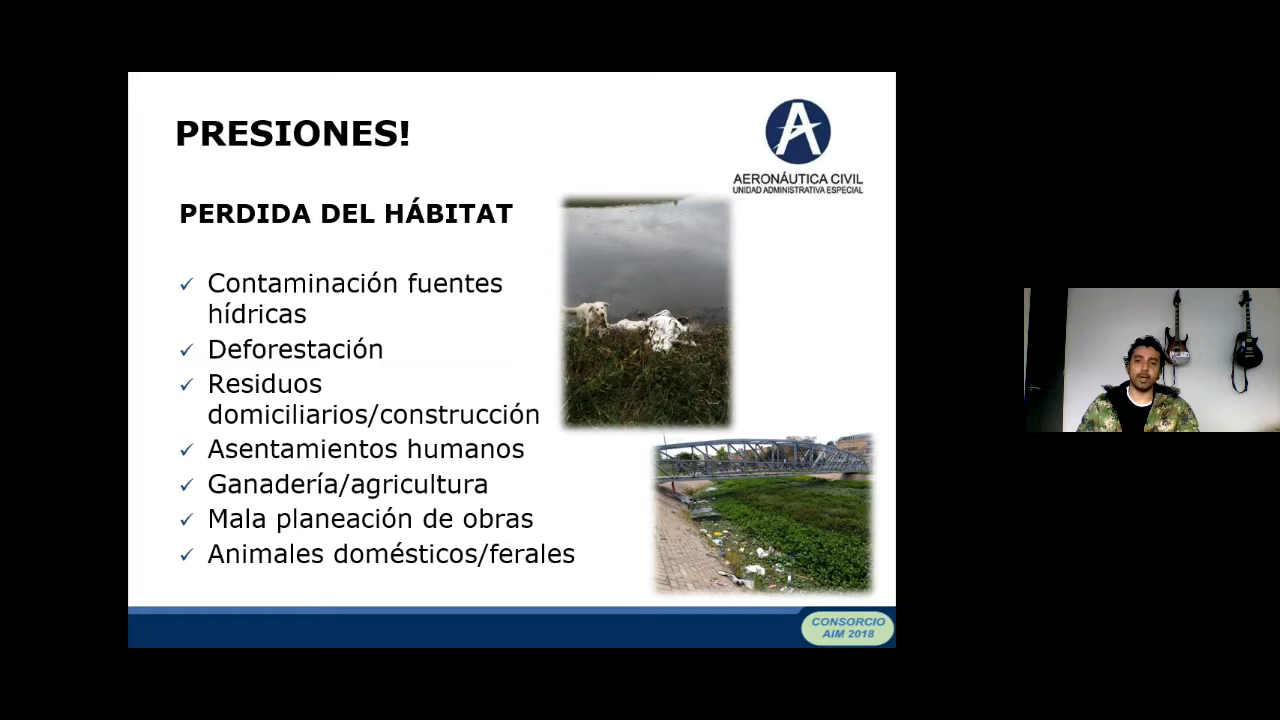 PRESIONES!
AERONÁUTICA CIVIL
UNIDAD ADMINISTRATIVA ESPECIAL
PERDIDA DEL HÁBITAT
✓ Contaminación fuentes
hídricas
✓ Deforestación
✓ Residuos
domiciliarios/construcción
✓ Asentamientos humanos
✓ Ganadería/agricultura
✓ Mala planeación de obras
✓ Animales domésticos/ferales
CONSORCIO
AIM 2018